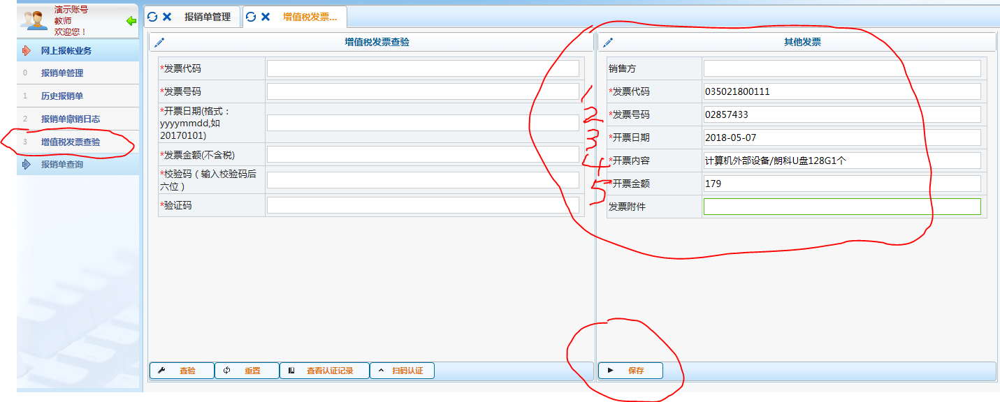 演示账号
教师
欢迎您！
网上报帐业务
0 报销单管理
1 历史报销单
2 报销单撤销日志
3 增值税发票查验
报销单查询
报销单管理
增值税发票...
增值税发票查验
*发票代码
*发票号码
*开票日期(格式：
yyyymmdd,如
20170101)
*发票金额(不含税)
*校验码（输入校验码后
六位）
*验证码
查验
重置
查看认证记录
扫码认证
其他发票
销售方
1 *发票代码 035021800111
2 *发票号码 02857433
3 *开票日期 2018-05-07
4 *开票内容 计算机外部设备/朗科U盘128G1个
5 *开票金额 179
发票附件
保存